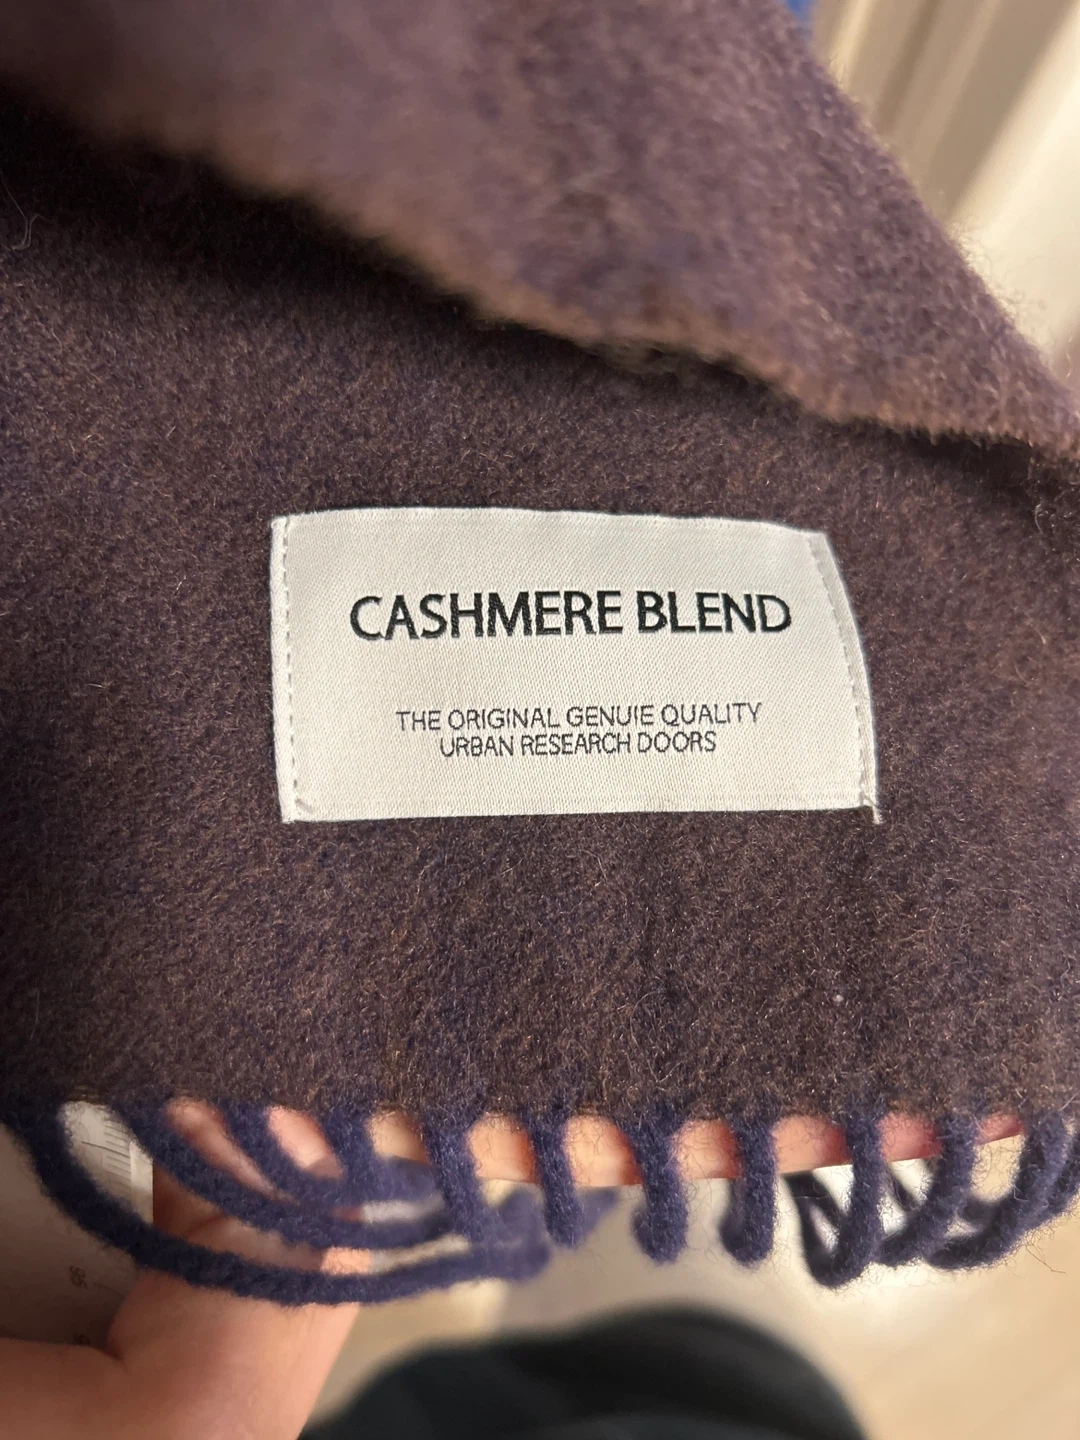 CASHMERE BLEND
THE ORIGINAL GENUIE QUALITY
URBAN RESEARCH DOORS